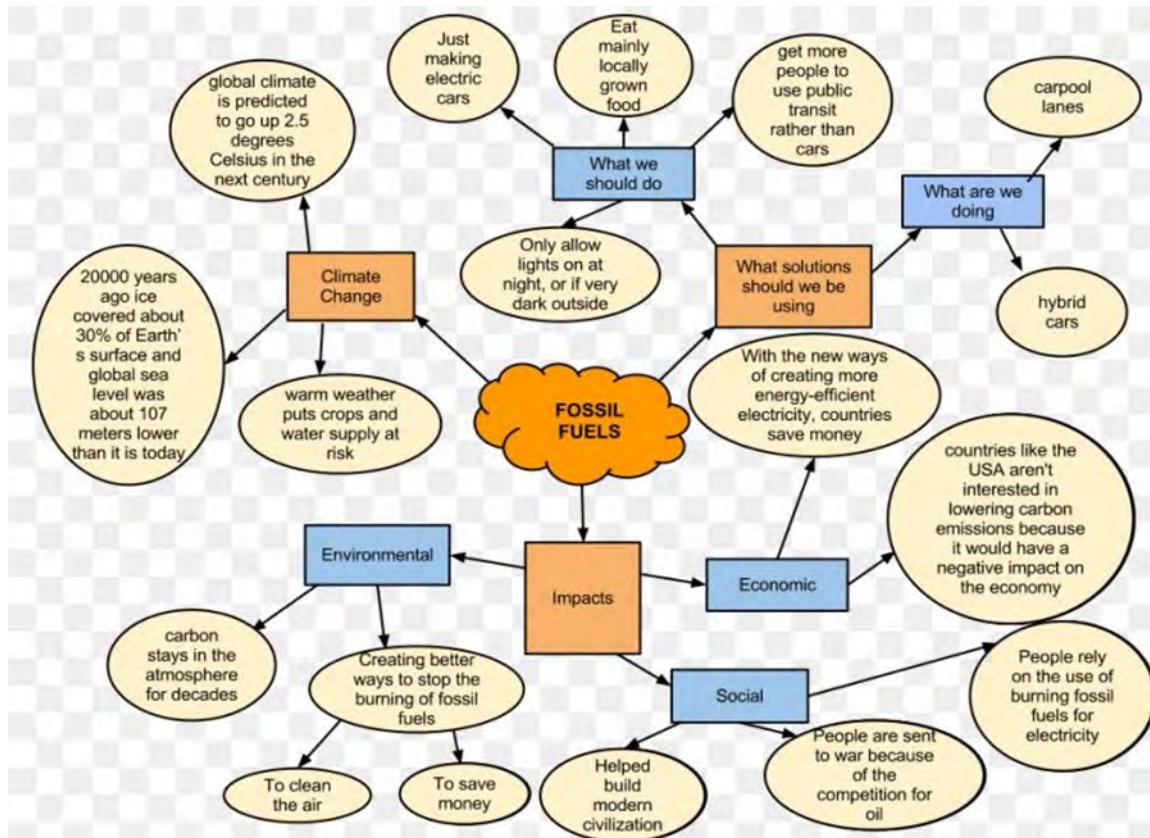 Just
making
electric
cars
Eat
mainly
locally
grown
food
get more
people to
use public
transit
rather than
cars
carpool
lanes
global climate
is predicted
to go up 2.5
degrees
Celsius in the
next century
What we
should do
What are we
doing
20000 years
ago ice
covered about
30% of Earth'
s surface and
global sea
level was
about 107
meters lower
than it is today
Climate
Change
Only allow
lights on at
night, or if very
dark outside
What solutions
should we be
using
hybrid
cars
warm weather
puts crops and
water supply at
risk
FOSSIL
FUELS
With the new ways
of creating more
energy-efficient
electricity, countries
save money
countries like the
USA aren't
interested in
lowering carbon
emissions because
it would have a
negative impact on
the economy
Environmental
Impacts
Economic
carbon
stays in the
atmosphere
for decades
Creating better
ways to stop the
burning of fossil
fuels
Social
People rely
on the use of
burning fossil
fuels for
electricity
To clean
the air
To save
money
Helped
build
modern
civilization
People are sent
to war because
of the
competition for
oil